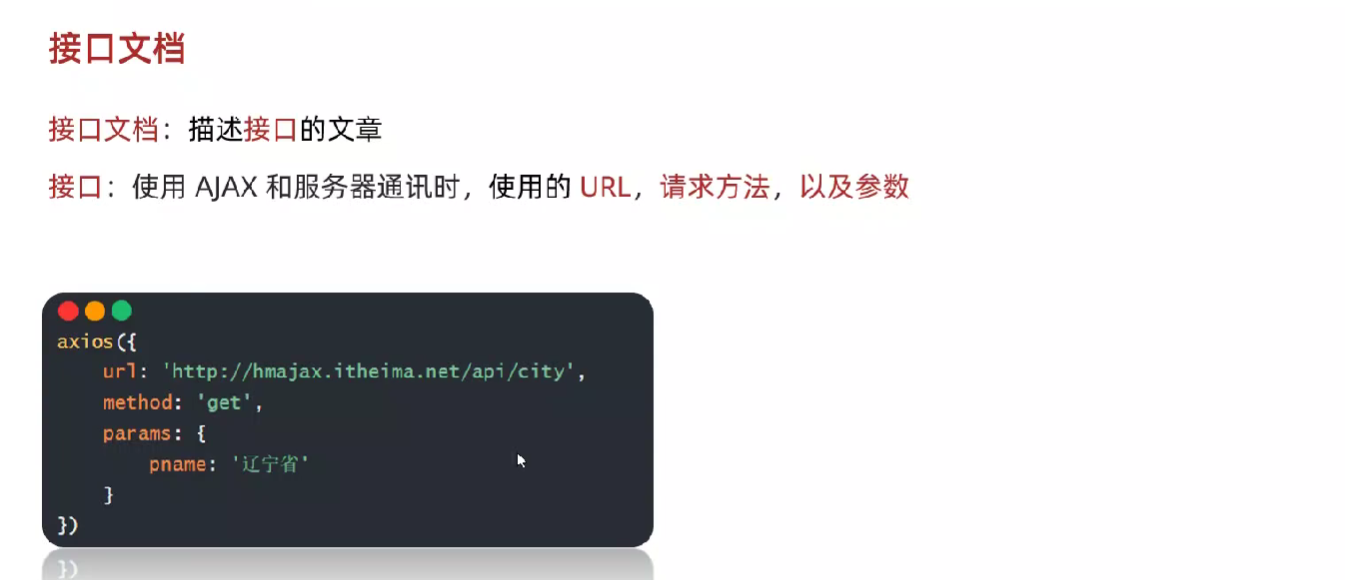 接口文档
接口文档：描述接口的文章
接口：使用 AJAX 和服务器通讯时，使用的 URL，请求方法，以及参数
axios({
    url: 'http://hmajax.itheima.net/api/city',
    method: 'get',
    params: {
        pname: '辽宁省'
    }
})
})